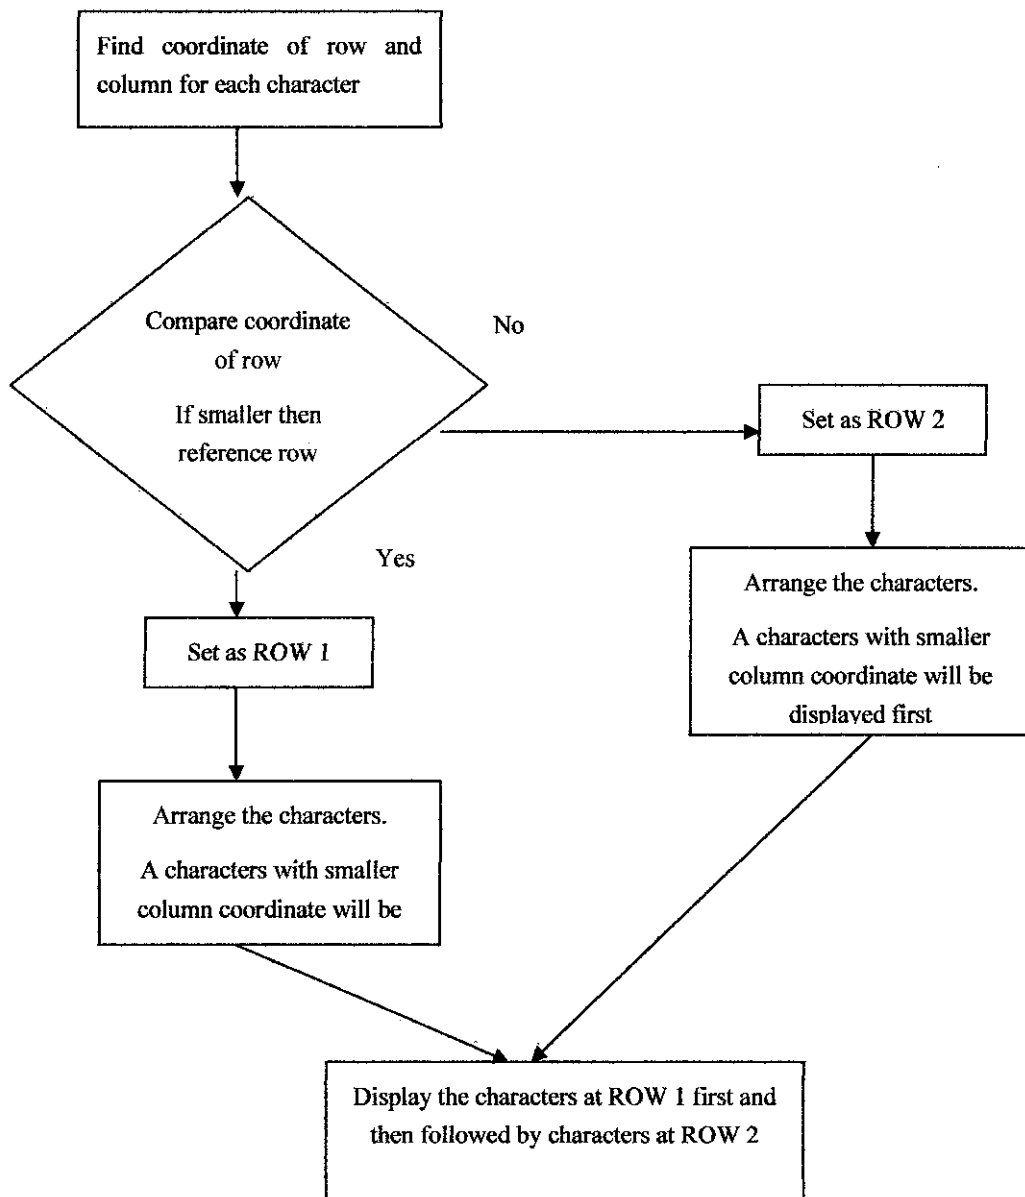 Find coordinate of row and
column for each character
Compare coordinate
of row
If smaller then
reference row
No
Yes
Set as ROW 2
Arrange the characters.
A characters with smaller
column coordinate will be
displayed first
Set as ROW 1
Arrange the characters.
A characters with smaller
column coordinate will be
Display the characters at ROW 1 first and
then followed by characters at ROW 2